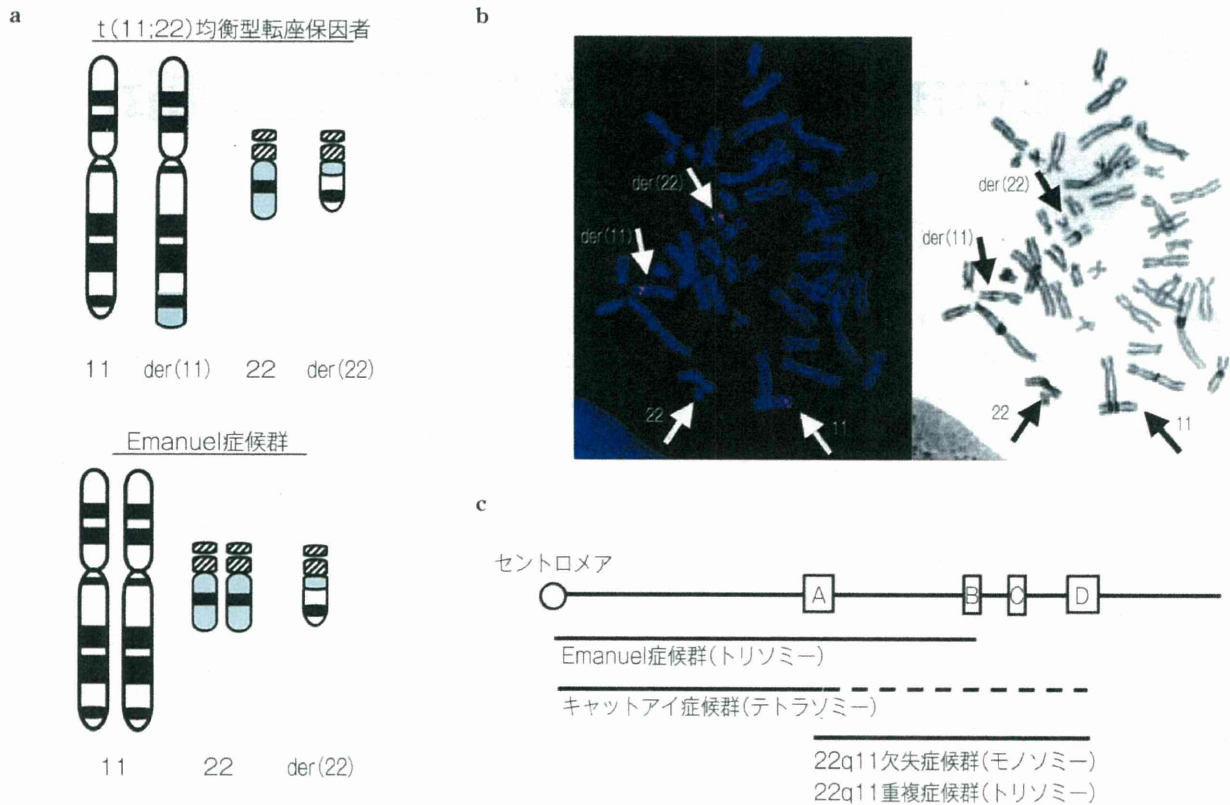 a
t(11;22)均衡型転座保因者
11 der(11) 22 der(22)
Emanuel症候群
11 22 der(22)
b
der(22)
der(11)
22
11
der(22)
der(11)
22
11
c
セントロメア
A B C D
Emanuel症候群(トリソミー)
キャットアイ症候群(テトラソミー)
22q11欠失症候群(モノソミー)
22q11重複症候群(トリソミー)